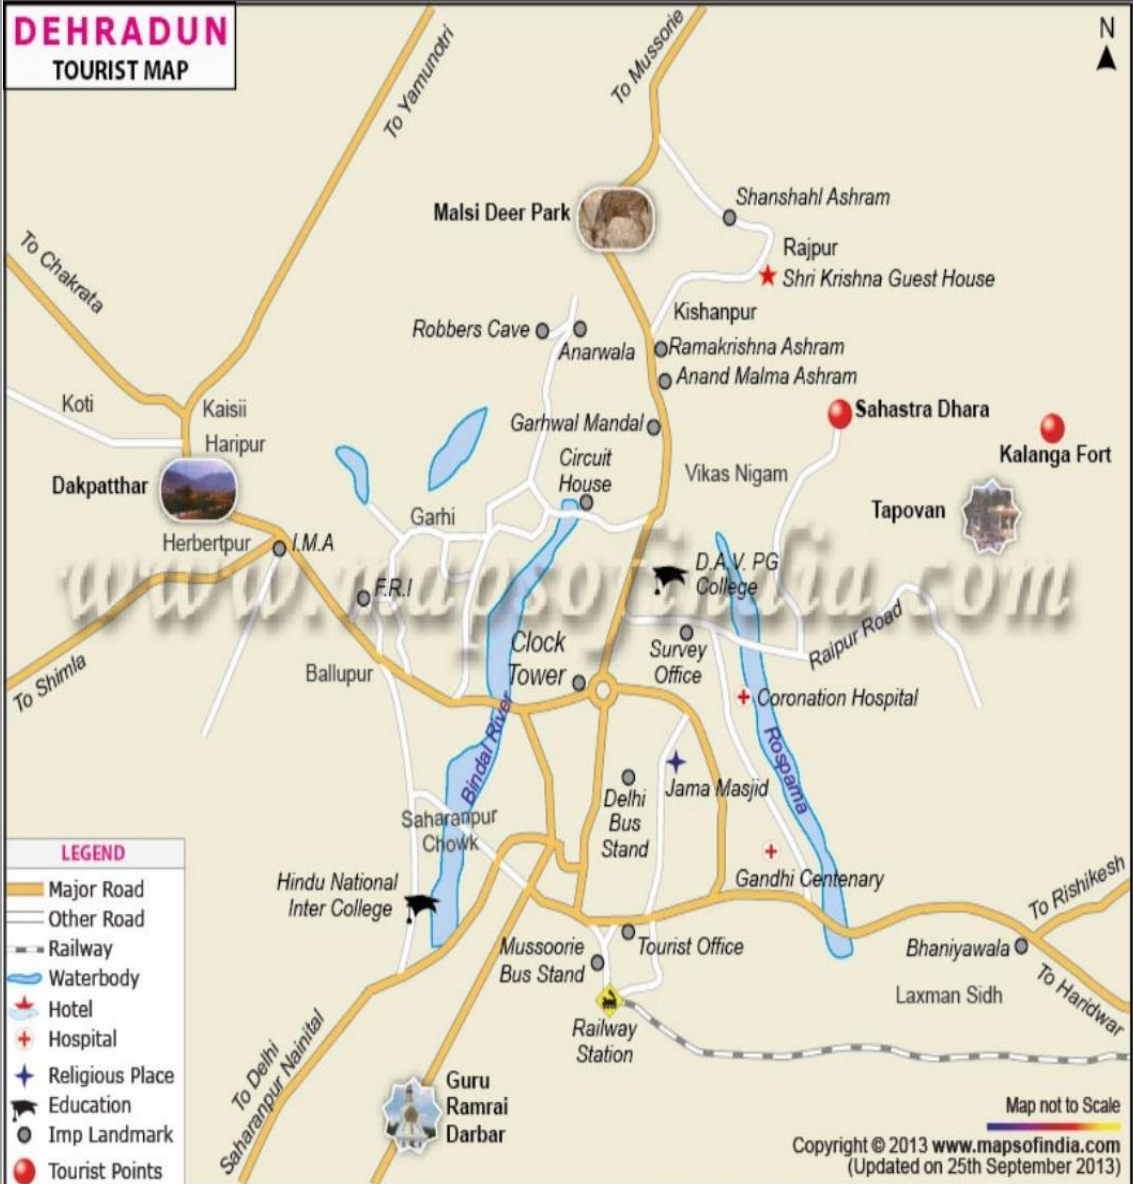 DEHRADUN
TOURIST MAP
N
To Yamunotri
To Mussorie
To Chakrata
Malsi Deer Park
Shanshahl Ashram
Rajpur
Shri Krishna Guest House
Kishanpur
Robbers Cave
Anarwala
Ramakrishna Ashram
Anand Malma Ashram
Koti
Kaisii
Haripur
Garhwal Mandal
Sahastra Dhara
Kalanga Fort
Circuit
House
Vikas Nigam
Dakpatthar
Garhi
Tapovan
Herbertpur
I.M.A
www.mapsofindia.com
D.A.V. PG
College
F.R.I
Raipur Road
Clock
Tower
Survey
Office
To Shimla
Ballupur
Coronation Hospital
Bindal River
Rospama
Delhi
Bus
Stand
Jama Masjid
Saharanpur
Chowk
Gandhi Centenary
Hindu National
Inter College
To Rishikesh
Mussoorie
Bus Stand
Tourist Office
Bhaniyawala
To Haridwar
Laxman Sidh
Railway
Station
To Delhi
Saharanpur Nainital
Guru
Ramrai
Darbar
LEGEND
Major Road
Other Road
Railway
Waterbody
Hotel
Hospital
Religious Place
Education
Imp Landmark
Tourist Points
Map not to Scale
Copyright © 2013 www.mapsofindia.com
(Updated on 25th September 2013)